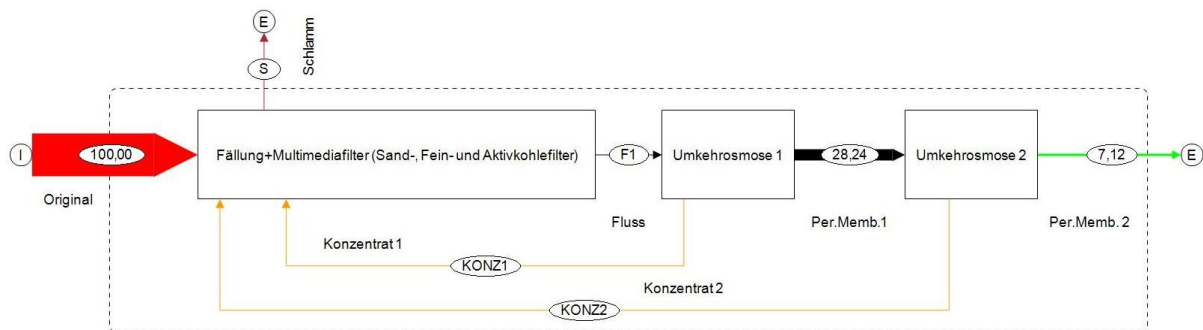 E
Schlamm
S
I
100,00
Original
Fällung+Multimediafilter (Sand-, Fein- und Aktivkohlefilter)
F1
Fluss
Umkehrosmose 1
28,24
Per.Memb.1
Umkehrosmose 2
7,12
Per.Memb. 2
E
Konzentrat 1
KONZ1
Konzentrat 2
KONZ2